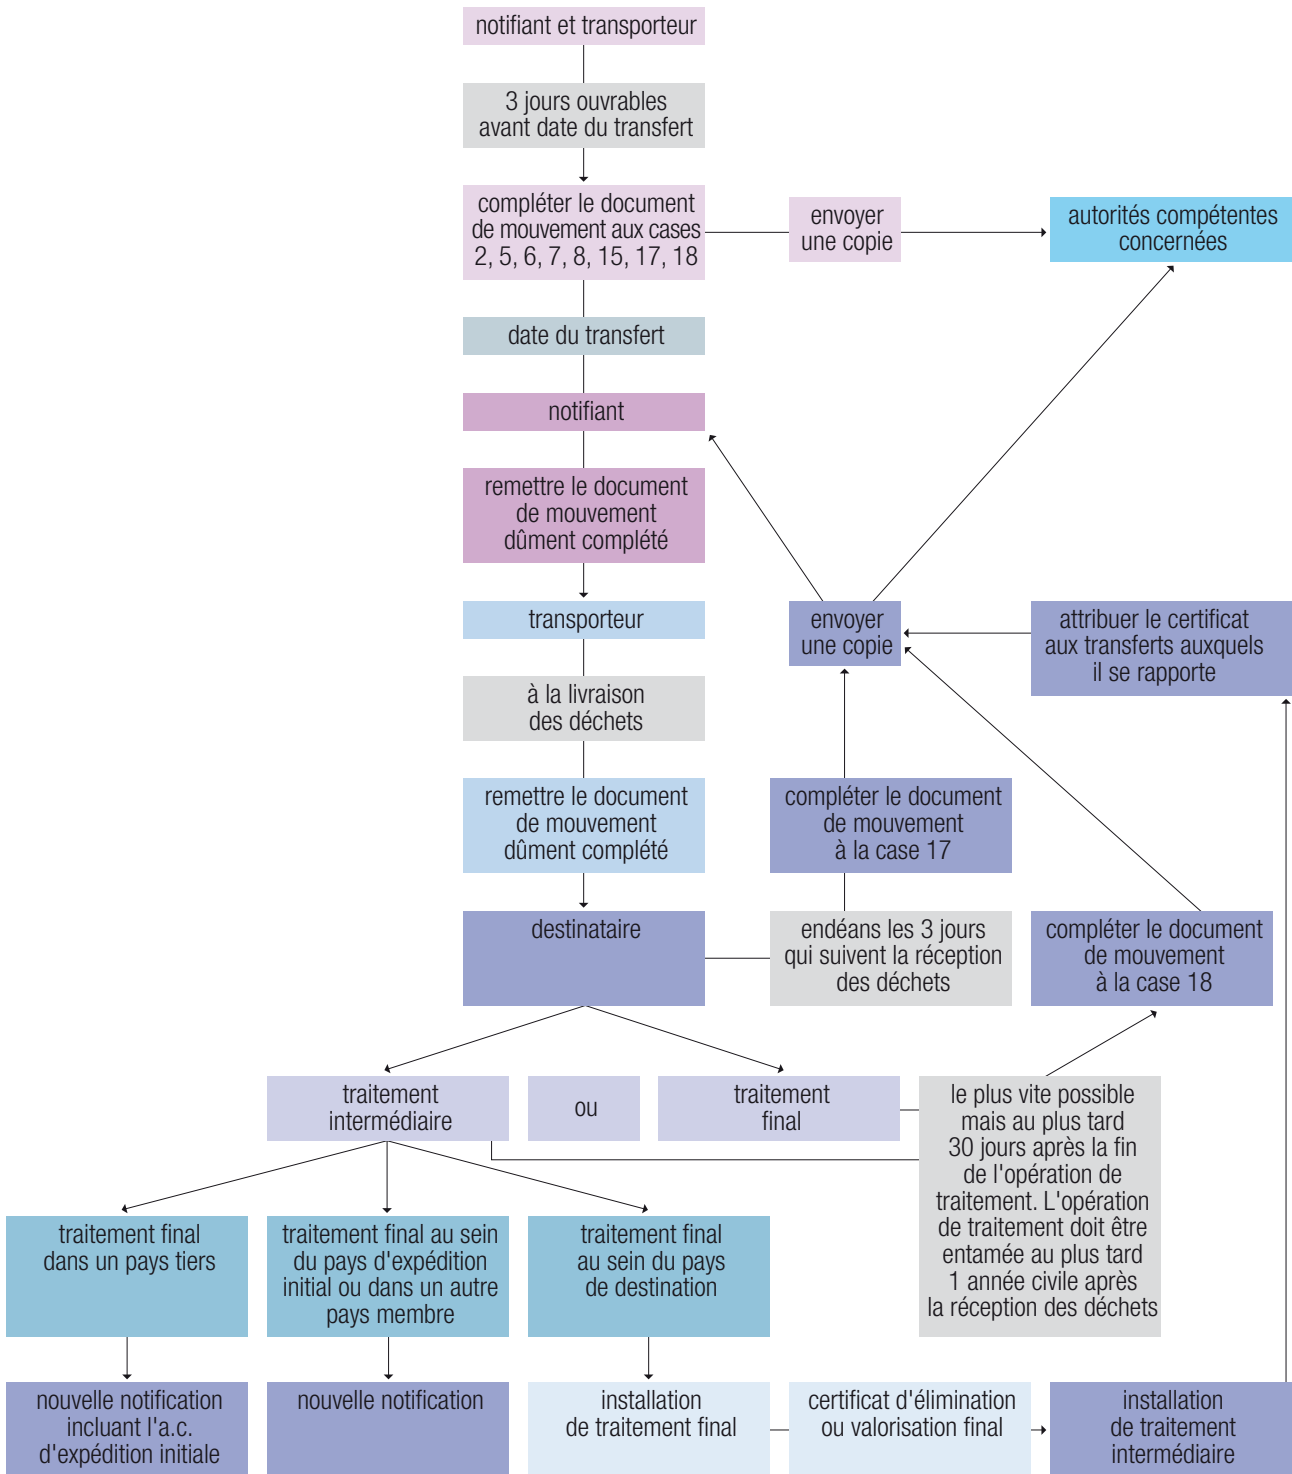 notifiant et transporteur
3 jours ouvrables
avant date du transfert
compléter le document
de mouvement aux cases
2, 5, 6, 7, 8, 15, 17, 18
envoyer
une copie
autorités compétentes
concernées
date du transfert
notifiant
remettre le document
de mouvement
dûment complété
transporteur
envoyer
une copie
attribuer le certificat
aux transferts auxquels
il se rapporte
à la livraison
des déchets
remettre le document
de mouvement
dûment complété
compléter le document
de mouvement
à la case 17
destinataire
endéans les 3 jours
qui suivent la réception
des déchets
compléter le document
de mouvement
à la case 18
traitement
intermédiaire
ou
traitement
final
le plus vite possible
mais au plus tard
30 jours après la fin
de l'opération de
traitement. L'opération
de traitement doit être
entamée au plus tard
1 année civile après
la réception des déchets
traitement final
dans un pays tiers
traitement final au sein
du pays d'expédition
initial ou dans un autre
pays membre
traitement final
au sein du pays
de destination
nouvelle notification
incluant l'a.c.
d'expédition initiale
nouvelle notification
installation
de traitement final
certificat d'élimination
ou valorisation final
installation
de traitement
intermédiaire